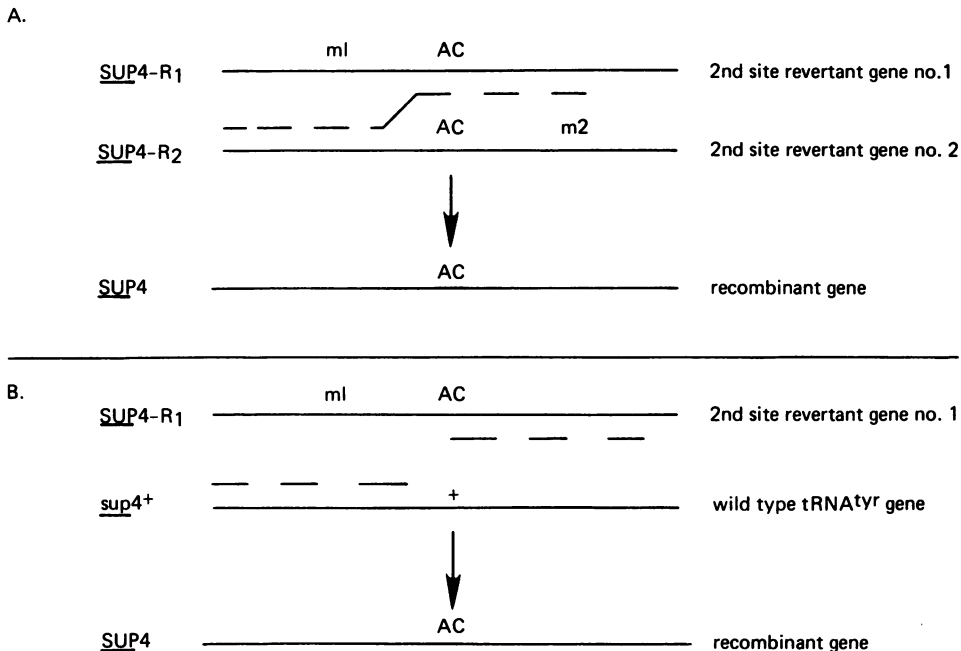 A.
ml AC
SUP4-R1 2nd site revertant gene no.1
AC m2
SUP4-R2 2nd site revertant gene no. 2
AC
SUP4 recombinant gene
B.
ml AC
SUP4-R1 2nd site revertant gene no. 1
+
sup4+ wild type tRNAtyr gene
AC
SUP4 recombinant gene